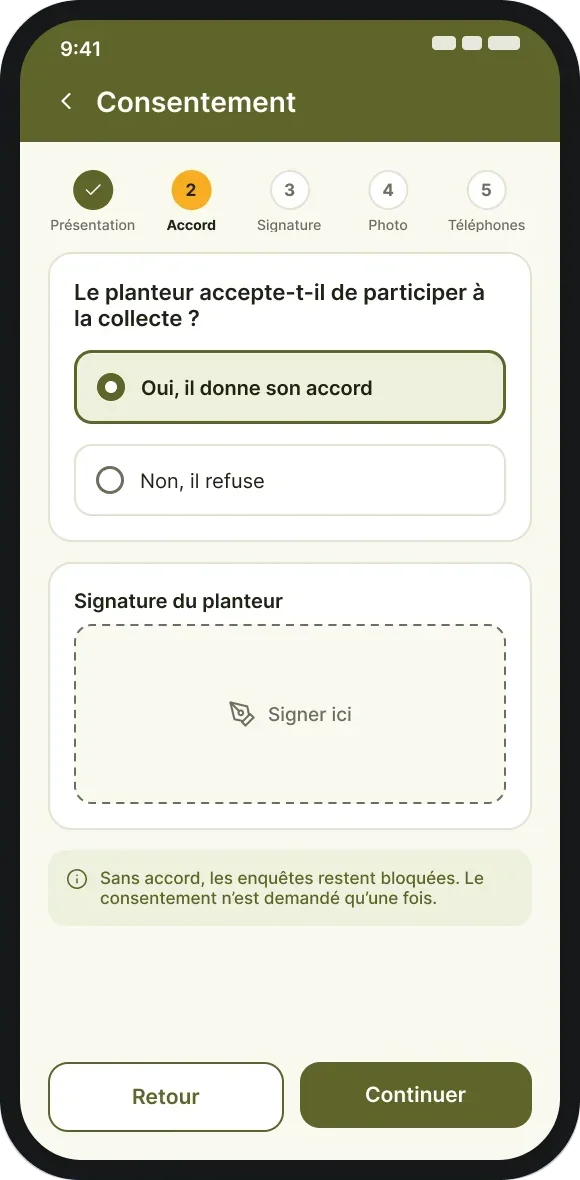 9:41
Consentement
2
3
4
5
Présentation
Accord
Signature
Photo
Téléphones
Le planteur accepte-t-il de participer à
la collecte ?
Oui, il donne son accord
Non, il refuse
Signature du planteur
Signer ici
Sans accord, les enquêtes restent bloquées. Le
consentement n’est demandé qu’une fois.
Retour
Continuer